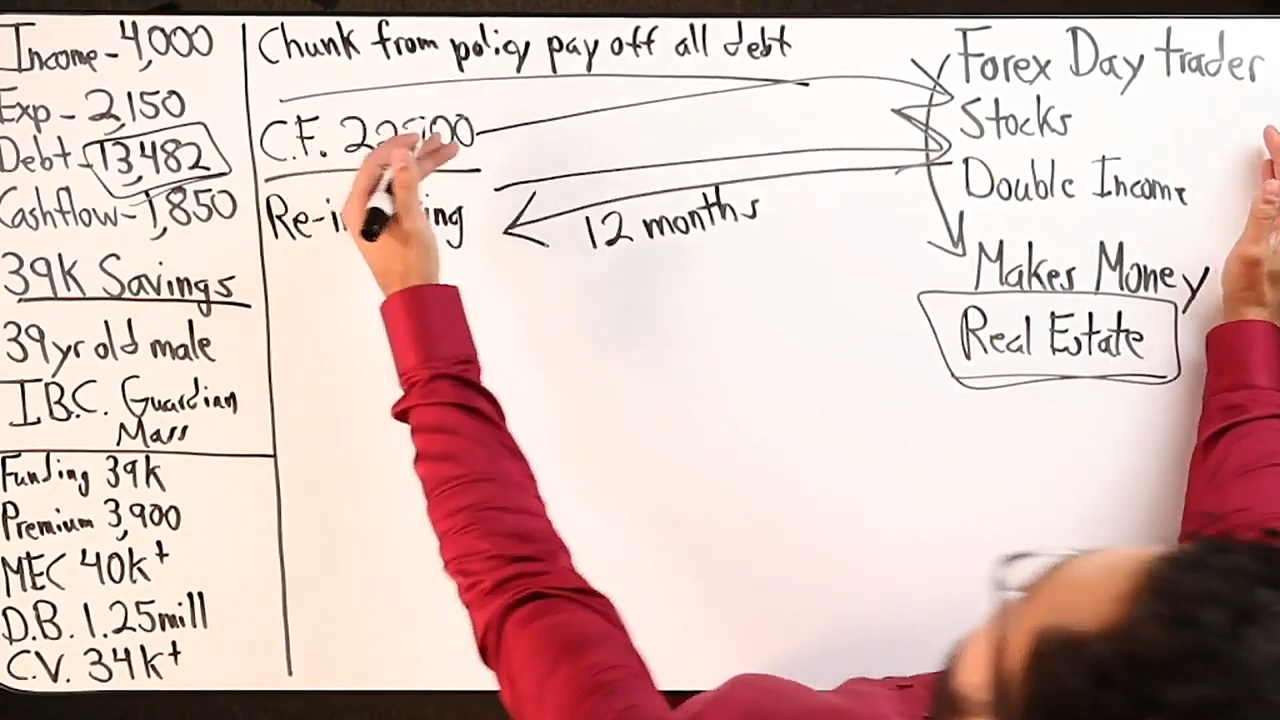 Income - 4,000
Exp - 2,150
Debt - 13,482
Cashflow - 1,850
39K Savings
39yr old male
I.B.C. Guardian
Mass
Funding 39k
Premium 3,900
MEC 40k+
D.B. 1.25mill
C.V. 34k+
Chunk from policy pay off all debt
C.F.
12 months
Forex Day trader
Stocks
Double Income
Makes Money
Real Estate